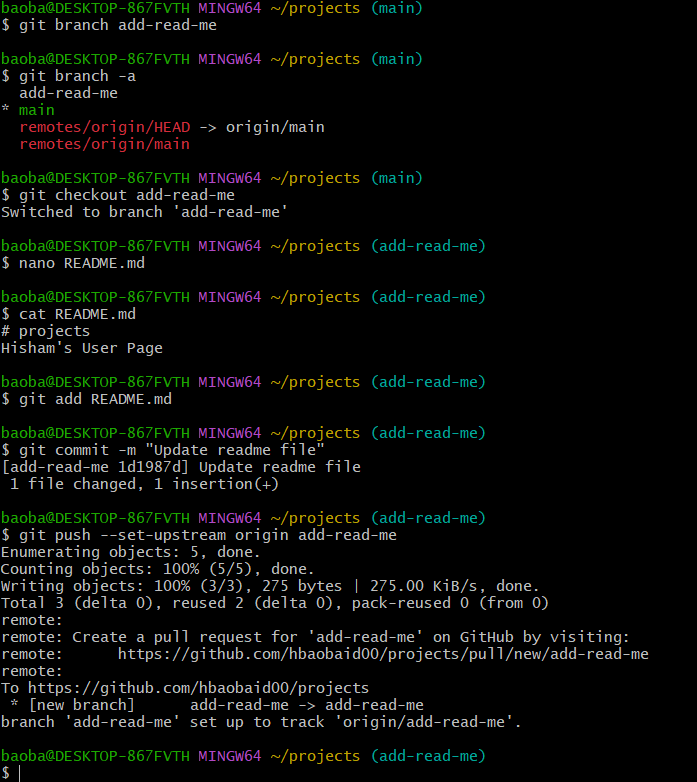 baoba@DESKTOP-867FVTH MINGW64 ~/projects (main)
$ git branch add-read-me
baoba@DESKTOP-867FVTH MINGW64 ~/projects (main)
$ git branch -a
  add-read-me
* main
  remotes/origin/HEAD -> origin/main
  remotes/origin/main
baoba@DESKTOP-867FVTH MINGW64 ~/projects (main)
$ git checkout add-read-me
Switched to branch 'add-read-me'
baoba@DESKTOP-867FVTH MINGW64 ~/projects (add-read-me)
$ nano README.md
baoba@DESKTOP-867FVTH MINGW64 ~/projects (add-read-me)
$ cat README.md
# projects
Hisham's User Page
baoba@DESKTOP-867FVTH MINGW64 ~/projects (add-read-me)
$ git add README.md
baoba@DESKTOP-867FVTH MINGW64 ~/projects (add-read-me)
$ git commit -m "Update readme file"
[add-read-me 1d1987d] Update readme file
 1 file changed, 1 insertion(+)
baoba@DESKTOP-867FVTH MINGW64 ~/projects (add-read-me)
$ git push --set-upstream origin add-read-me
Enumerating objects: 5, done.
Counting objects: 100% (5/5), done.
Writing objects: 100% (3/3), 275 bytes | 275.00 KiB/s, done.
Total 3 (delta 0), reused 2 (delta 0), pack-reused 0 (from 0)
remote:
remote: Create a pull request for 'add-read-me' on GitHub by visiting:
remote:      https://github.com/hbaobaid00/projects/pull/new/add-read-me
remote:
To https://github.com/hbaobaid00/projects
 * [new branch]      add-read-me -> add-read-me
branch 'add-read-me' set up to track 'origin/add-read-me'.
baoba@DESKTOP-867FVTH MINGW64 ~/projects (add-read-me)
$